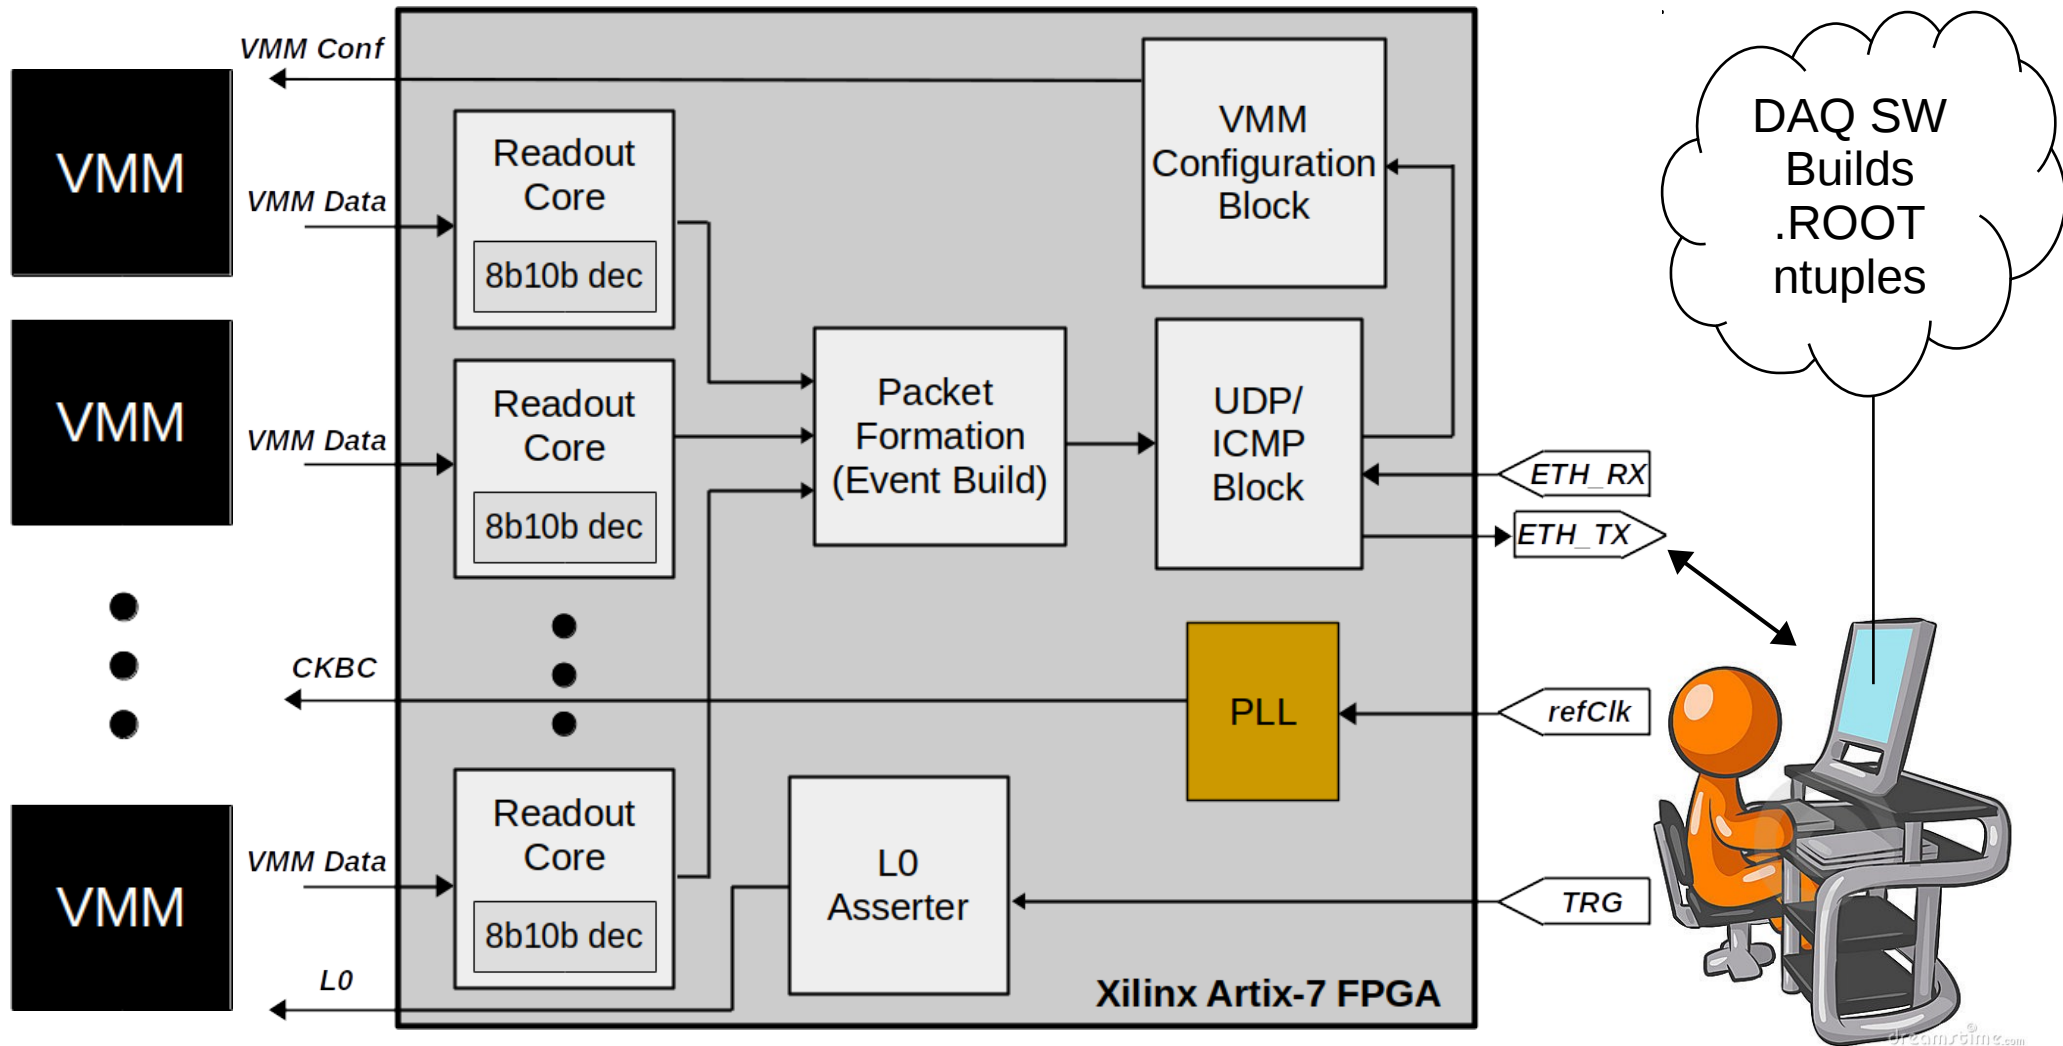 VMM Conf
VMM
VMM Data
Readout
Core
8b10b dec
VMM
Configuration
Block
DAQ SW
Builds
.ROOT
ntuples
VMM
VMM Data
Readout
Core
8b10b dec
Packet
Formation
(Event Build)
UDP/
ICMP
Block
ETH_RX
ETH_TX
CKBC
PLL
refClk
VMM
VMM Data
Readout
Core
8b10b dec
L0
Asserter
TRG
L0
Xilinx Artix-7 FPGA
dreamstime.com